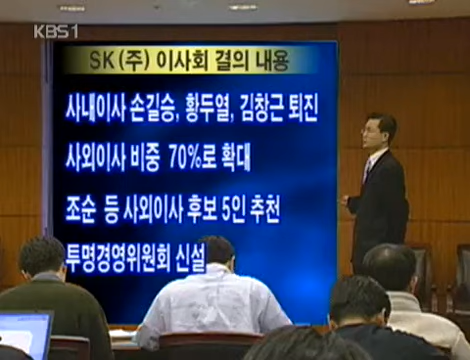 KBS1
SK(주) 이사회 결의 내용
사내이사 손길승, 황두열, 김창근 퇴진
사외이사 비중 70%로 확대
조순 등 사외이사 후보 5인 추천
투명경영위원회 신설